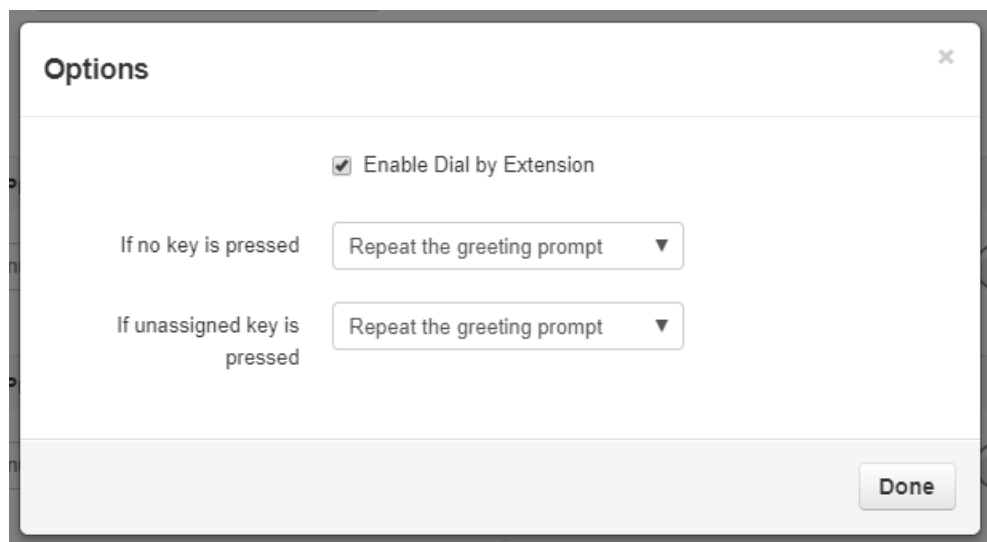 Options
×
Enable Dial by Extension
If no key is pressed
Repeat the greeting prompt
If unassigned key is
pressed
Repeat the greeting prompt
Done